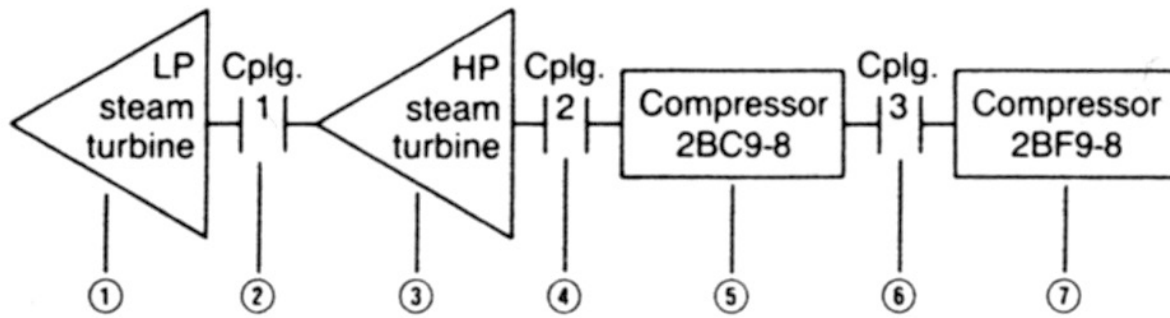 LP
steam
turbine
Cplg.
1
HP
steam
turbine
Cplg.
2
Compressor
2BC9-8
Cplg.
3
Compressor
2BF9-8
① ② ③ ④ ⑤ ⑥ ⑦